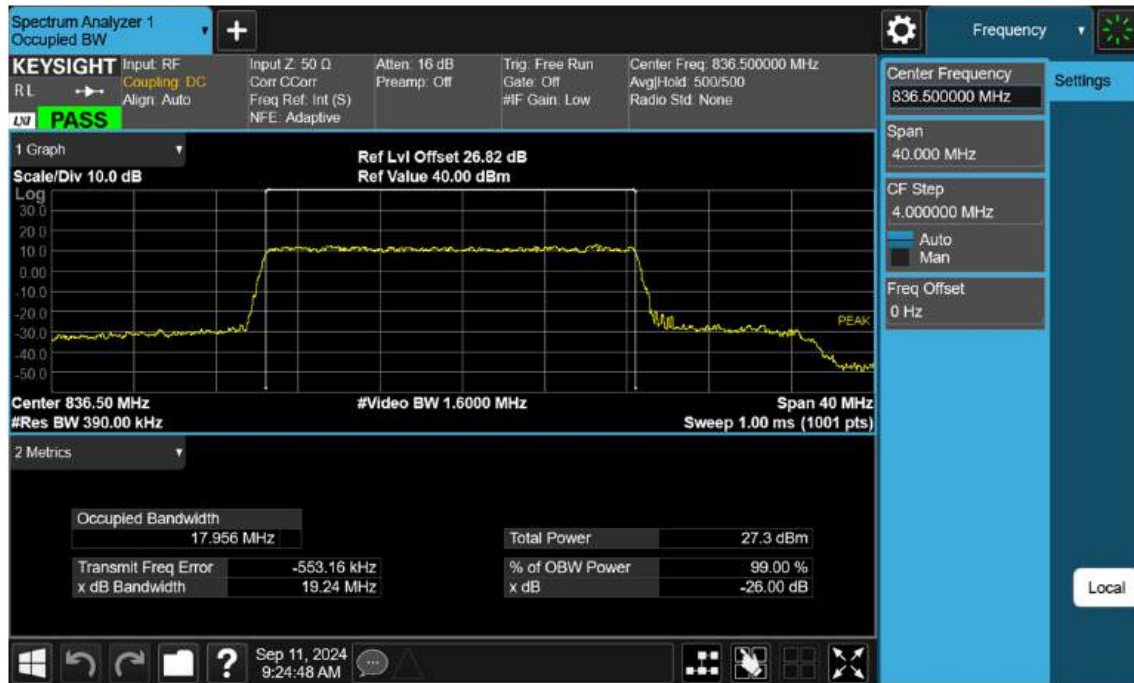 Spectrum Analyzer 1
Occupied BW
+
Frequency
KEYSIGHT
RL
LXI PASS
Input: RF
Coupling: DC
Align: Auto
Input Z: 50 Ω
Corr CCorr
Freq Ref: Int (S)
NFE: Adaptive
Atten: 16 dB
Preamp: Off
Trig: Free Run
Gate: Off
#IF Gain: Low
Center Freq: 836.500000 MHz
Avg|Hold: 500/500
Radio Std: None
Center Frequency
836.500000 MHz
Settings
Span
40.000 MHz
CF Step
4.000000 MHz
Auto
Man
Freq Offset
0 Hz
Local
1 Graph
Scale/Div 10.0 dB
Ref Lvl Offset 26.82 dB
Ref Value 40.00 dBm
Log
30.0
20.0
10.0
0.00
-10.0
-20.0
-30.0
-40.0
-50.0
PEAK
Center 836.50 MHz
#Res BW 390.00 kHz
#Video BW 1.6000 MHz
Span 40 MHz
Sweep 1.00 ms (1001 pts)
2 Metrics
Occupied Bandwidth
17.956 MHz
Transmit Freq Error -553.16 kHz
x dB Bandwidth 19.24 MHz
Total Power 27.3 dBm
% of OBW Power 99.00 %
x dB -26.00 dB
?
Sep 11, 2024
9:24:48 AM